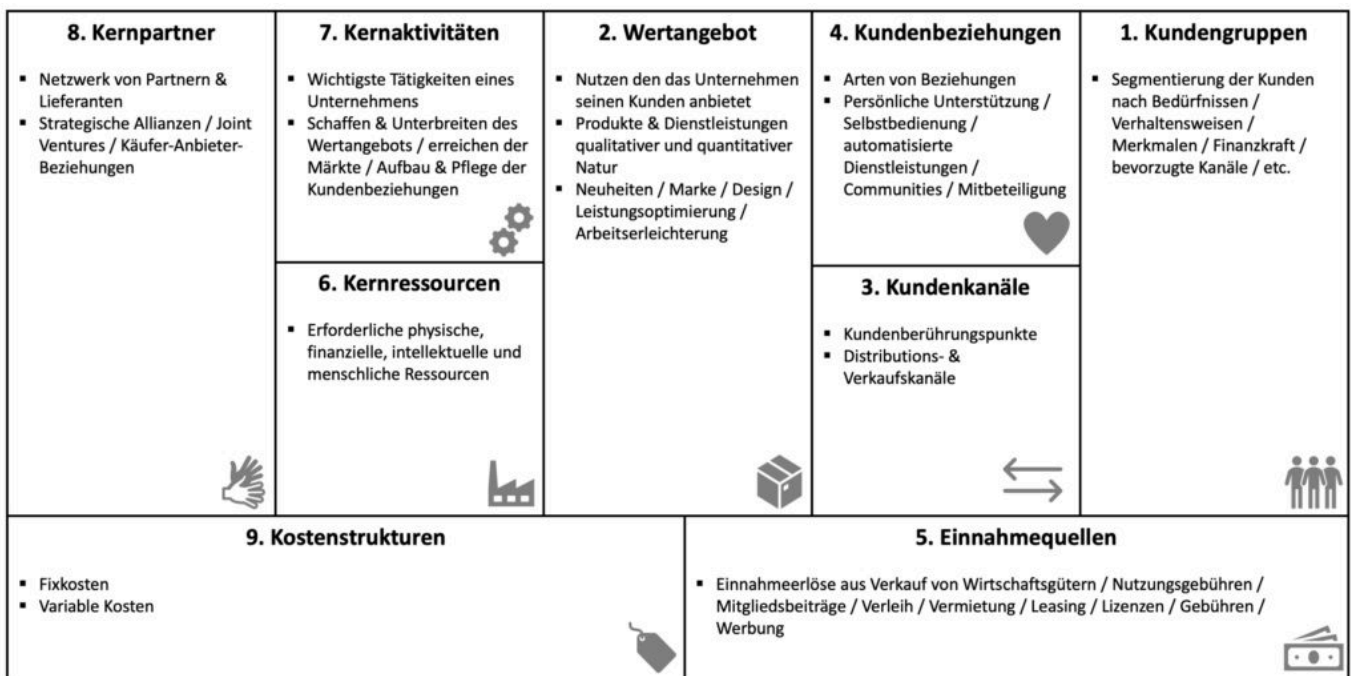 8. Kernpartner
Netzwerk von Partnern &
Lieferanten
Strategische Allianzen / Joint
Ventures / Käufer-Anbieter-
Beziehungen
7. Kernaktivitäten
Wichtigste Tätigkeiten eines
Unternehmens
Schaffen & Unterbreiten des
Wertangebots / erreichen der
Märkte / Aufbau & Pflege der
Kundenbeziehungen
6. Kernressourcen
Erforderliche physische,
finanzielle, intellektuelle und
menschliche Ressourcen
2. Wertangebot
Nutzen den das Unternehmen
seinen Kunden anbietet
Produkte & Dienstleistungen
qualitativer und quantitativer
Natur
Neuheiten / Marke / Design /
Leistungsoptimierung /
Arbeitserleichterung
4. Kundenbeziehungen
Arten von Beziehungen
Persönliche Unterstützung /
Selbstbedienung /
automatisierte
Dienstleistungen /
Communities / Mitbeteiligung
3. Kundenkanäle
Kundenberührungspunkte
Distributions- &
Verkaufskanäle
1. Kundengruppen
Segmentierung der Kunden
nach Bedürfnissen /
Verhaltensweisen /
Merkmalen / Finanzkraft /
bevorzugte Kanäle / etc.
9. Kostenstrukturen
Fixkosten
Variable Kosten
5. Einnahmequellen
Einnahmeerlöse aus Verkauf von Wirtschaftsgütern / Nutzungsgebühren /
Mitgliedsbeiträge / Verleih / Vermietung / Leasing / Lizenzen / Gebühren /
Werbung